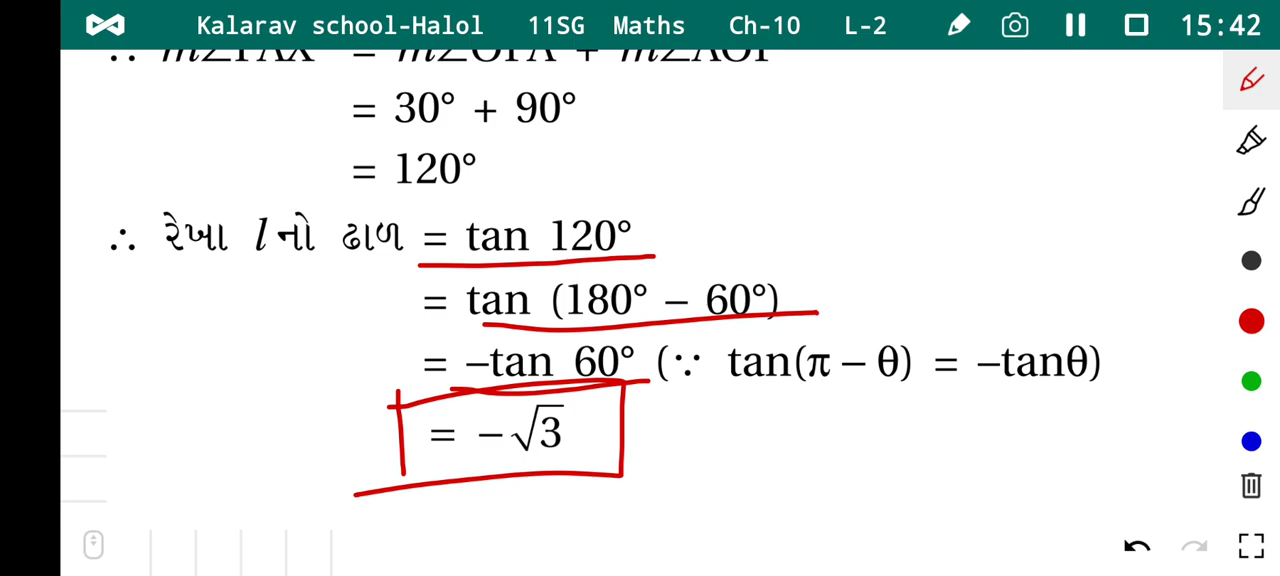 Kalarav school-Halol 11SG Maths Ch-10 L-2 15:42
= 30° + 90°
= 120°
∴ રેખા l નો ઢાળ = tan 120°
= tan (180° – 60°)
= –tan 60° (∵ tan(π – θ) = –tanθ)
= –√3